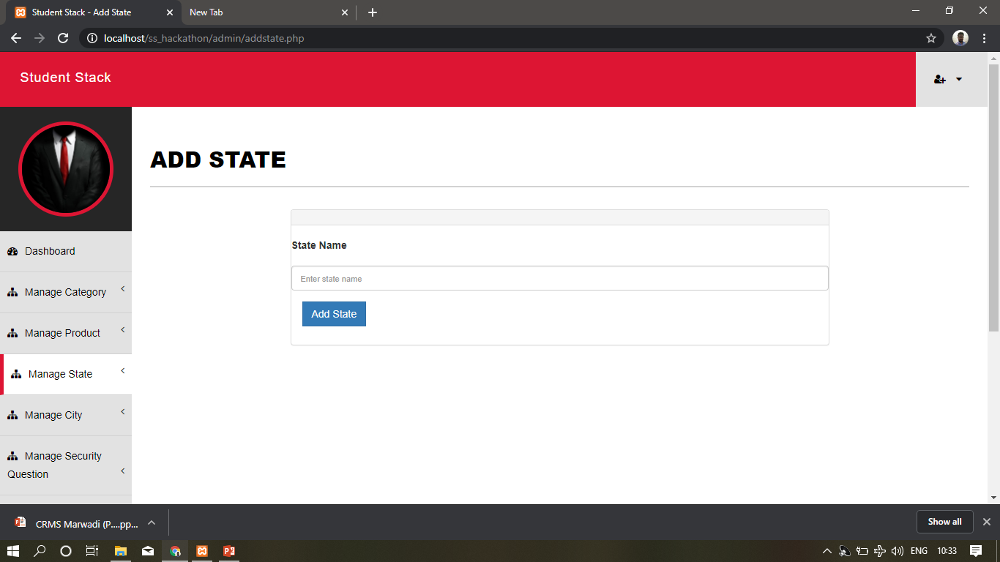 Student Stack - Add State
New Tab
localhost/ss_hackathon/admin/addstate.php
Student Stack
ADD STATE
State Name
Enter state name
Add State
Dashboard
Manage Category
Manage Product
Manage State
Manage City
Manage Security
Question
CRMS Marwadi (P....pp...
Show all
ENG
10:33